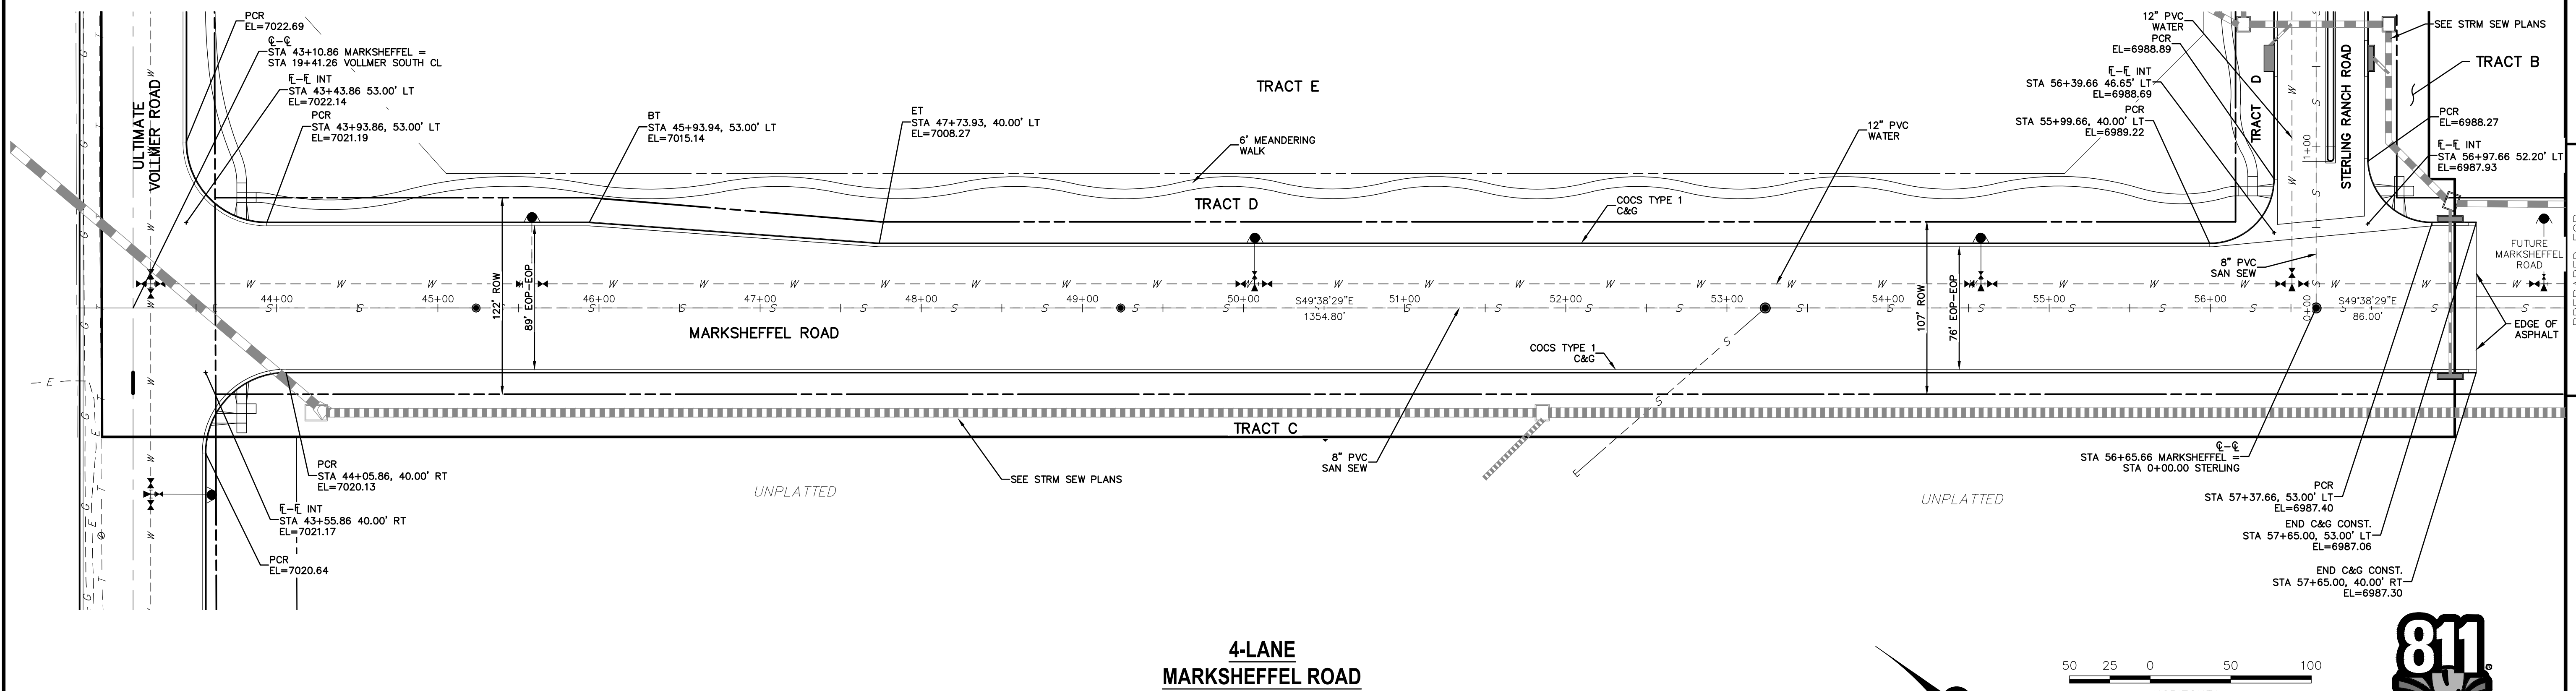 PCR
EL=7022.69
℄-℄
STA 43+10.86 MARKSHEFFEL =
STA 19+41.26 VOLLMER SOUTH CL
FL-FL INT
STA 43+43.86 53.00' LT
EL=7022.14
PCR
STA 43+93.86, 53.00' LT
EL=7021.19
ULTIMATE
VOLLMER ROAD
BT
STA 45+93.94, 53.00' LT
EL=7015.14
ET
STA 47+73.93, 40.00' LT
EL=7008.27
6' MEANDERING
WALK
TRACT E
TRACT D
COCS TYPE 1
C&G
12" PVC
WATER
12" PVC
WATER
PCR
EL=6988.89
FL-FL INT
STA 56+39.66 46.65' LT
EL=6988.69
PCR
STA 55+99.66, 40.00' LT
EL=6989.22
TRACT D
STERLING RANCH ROAD
1+00
0+00
SEE STRM SEW PLANS
TRACT B
PCR
EL=6988.27
FL-FL INT
STA 56+97.66 52.20' LT
EL=6987.93
FUTURE
MARKSHEFFEL
ROAD
8" PVC
SAN SEW
122' ROW
89' EOP-EOP
107' ROW
76' EOP-EOP
44+00
45+00
46+00
47+00
48+00
49+00
50+00
S49°38'29"E
1354.80'
51+00
52+00
53+00
54+00
55+00
56+00
S49°38'29"E
86.00'
EDGE OF
ASPHALT
MARKSHEFFEL ROAD
COCS TYPE 1
C&G
TRACT C
8" PVC
SAN SEW
SEE STRM SEW PLANS
UNPLATTED
UNPLATTED
PCR
STA 44+05.86, 40.00' RT
EL=7020.13
FL-FL INT
STA 43+55.86 40.00' RT
EL=7021.17
PCR
EL=7020.64
℄-℄
STA 56+65.66 MARKSHEFFEL =
STA 0+00.00 STERLING
PCR
STA 57+37.66, 53.00' LT
EL=6987.40
END C&G CONST.
STA 57+65.00, 53.00' LT
EL=6987.06
END C&G CONST.
STA 57+65.00, 40.00' RT
EL=6987.30
4-LANE
MARKSHEFFEL ROAD
50 25 0 50 100
811